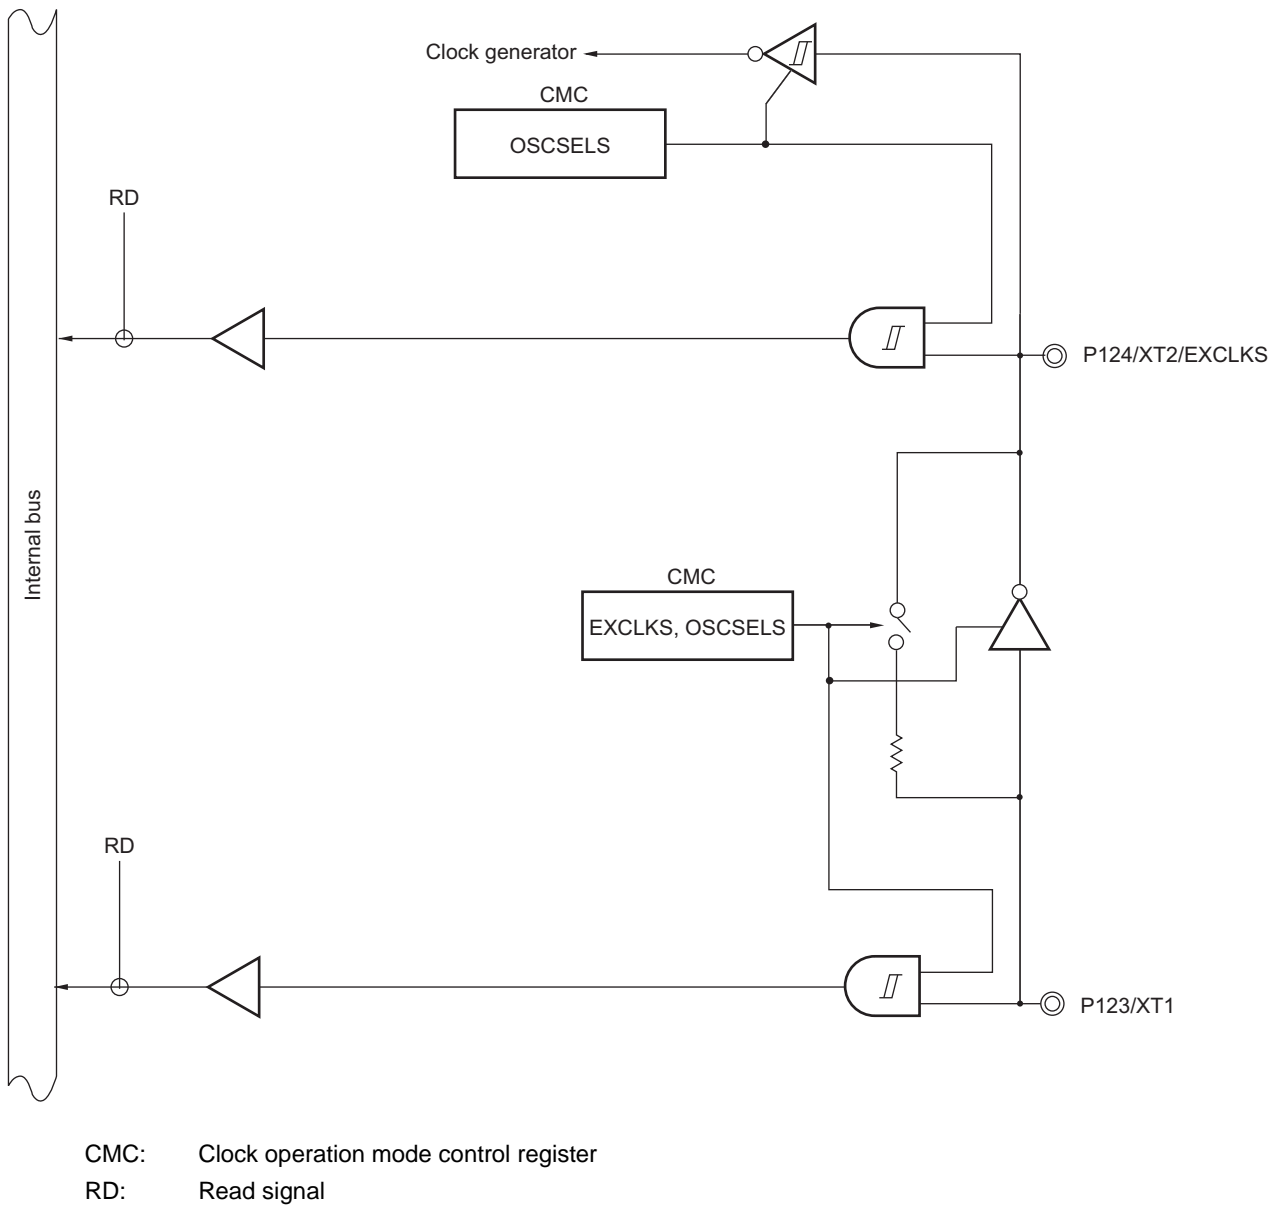 Clock generator
CMC
OSCSELS
RD
P124/XT2/EXCLKS
Internal bus
CMC
EXCLKS, OSCSELS
RD
P123/XT1
CMC: Clock operation mode control register
RD: Read signal